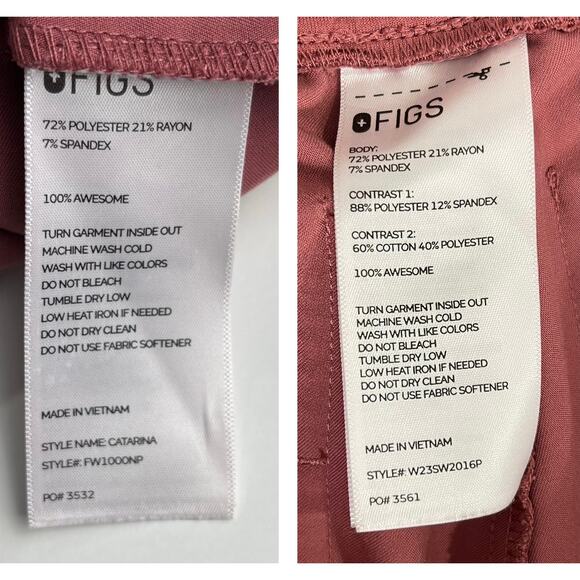 FIGS
72% POLYESTER 21% RAYON
7% SPANDEX
100% AWESOME
TURN GARMENT INSIDE OUT
MACHINE WASH COLD
WASH WITH LIKE COLORS
DO NOT BLEACH
TUMBLE DRY LOW
LOW HEAT IRON IF NEEDED
DO NOT DRY CLEAN
DO NOT USE FABRIC SOFTENER
MADE IN VIETNAM
STYLE NAME: CATARINA
STYLE#: FW1000NP
PO# 3532
FIGS
BODY:
72% POLYESTER 21% RAYON
7% SPANDEX
CONTRAST 1:
88% POLYESTER 12% SPANDEX
CONTRAST 2:
60% COTTON 40% POLYESTER
100% AWESOME
TURN GARMENT INSIDE OUT
MACHINE WASH COLD
WASH WITH LIKE COLORS
DO NOT BLEACH
TUMBLE DRY LOW
LOW HEAT IRON IF NEEDED
DO NOT DRY CLEAN
DO NOT USE FABRIC SOFTENER
MADE IN VIETNAM
STYLE#: W23SW2016P
PO# 3561